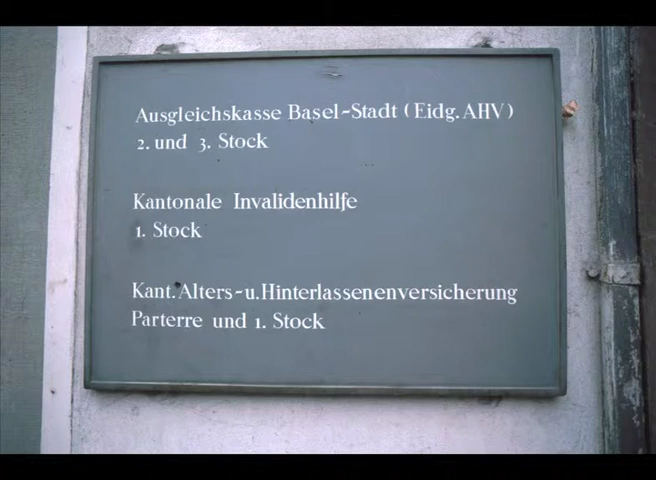 Ausgleichskasse Basel-Stadt (Eidg. AHV)
2. und 3. Stock
Kantonale Invalidenhilfe
1. Stock
Kant. Alters-u. Hinterlassenenversicherung
Parterre und 1. Stock